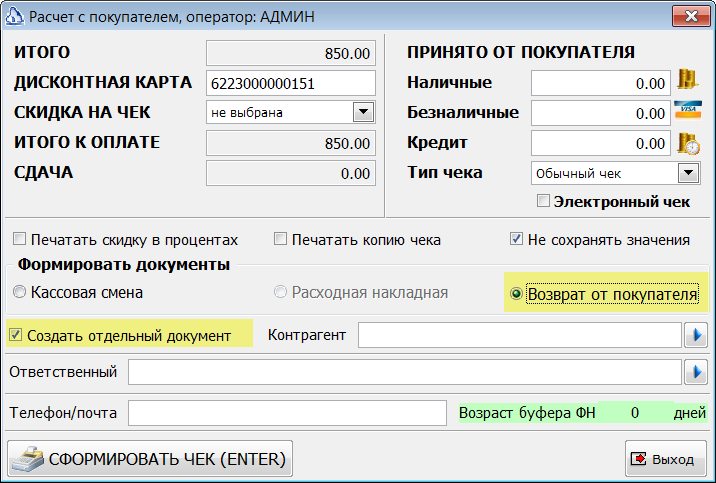 Расчет с покупателем, оператор: АДМИН
ИТОГО 850.00
ДИСКОНТНАЯ КАРТА 6223000000151
СКИДКА НА ЧЕК не выбрана
ИТОГО К ОПЛАТЕ 850.00
СДАЧА 0.00
ПРИНЯТО ОТ ПОКУПАТЕЛЯ
Наличные 0.00
Безналичные 0.00 VISA
Кредит 0.00
Тип чека Обычный чек
Электронный чек
Печатать скидку в процентах Печатать копию чека Не сохранять значения
Формировать документы
Кассовая смена Расходная накладная Возврат от покупателя
Создать отдельный документ Контрагент
Ответственный
Телефон/почта Возраст буфера ФН 0 дней
СФОРМИРОВАТЬ ЧЕК (ENTER) Выход